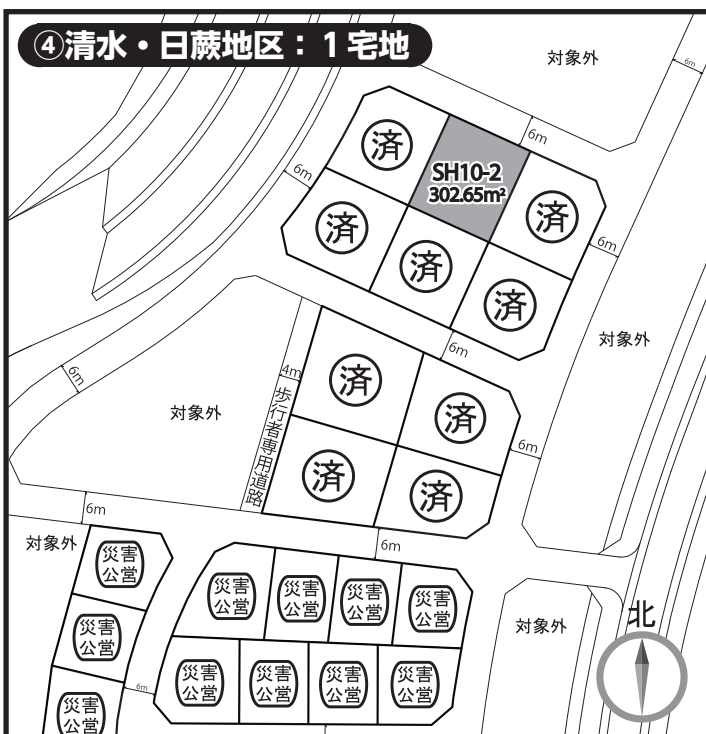 ④清水・日蕨地区：1宅地
対象外
6m
6m
済
SH10-2
302.65m²
6m
済
済
6m
済
済
6m
対象外
6m
4m
済
対象外
済
6m
歩行者専用道路
済
済
6m
6m
対象外
災害
公営
災害
公営
災害
公営
災害
公営
災害
公営
災害
公営
対象外
北
災害
公営
災害
公営
災害
公営
災害
公営
6m
災害
公営